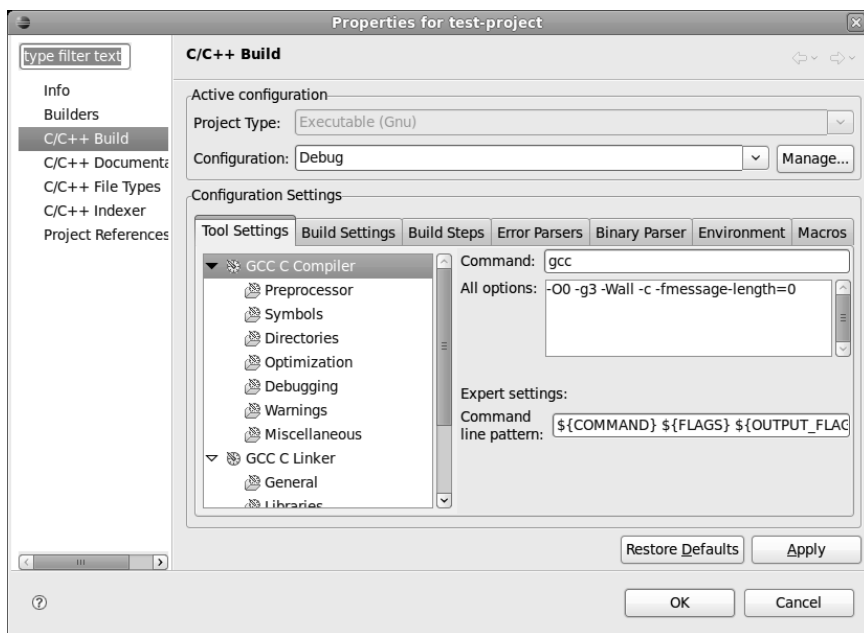 Properties for test-project
type filter text
Info
Builders
C/C++ Build
C/C++ Documenta
C/C++ File Types
C/C++ Indexer
Project References
C/C++ Build
Active configuration
Project Type: Executable (Gnu)
Configuration: Debug Manage...
Configuration Settings
Tool Settings Build Settings Build Steps Error Parsers Binary Parser Environment Macros
GCC C Compiler
Preprocessor
Symbols
Directories
Optimization
Debugging
Warnings
Miscellaneous
GCC C Linker
General
Libraries
Command: gcc
All options: -O0 -g3 -Wall -c -fmessage-length=0
Expert settings:
Command
line pattern: ${COMMAND} ${FLAGS} ${OUTPUT_FLAG
Restore Defaults Apply
OK Cancel